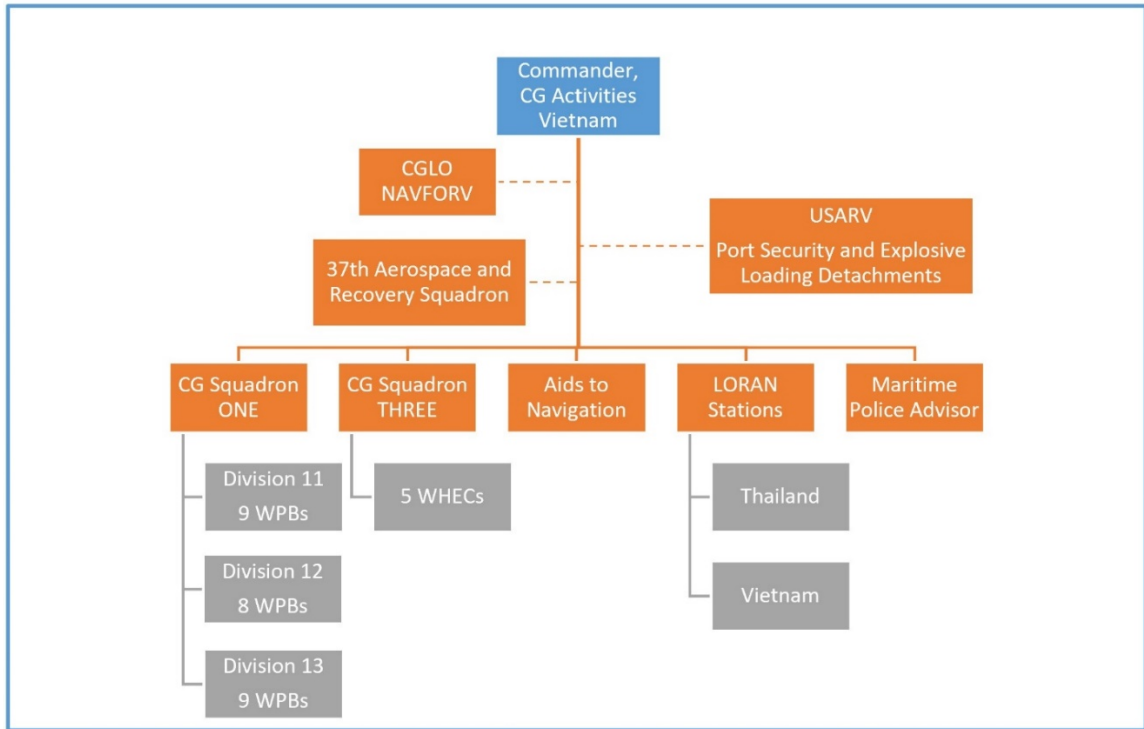 Commander,
CG Activities
Vietnam
CGLO
NAVFORV
USARV
Port Security and Explosive
Loading Detachments
37th Aerospace and
Recovery Squadron
CG Squadron
ONE
CG Squadron
THREE
Aids to
Navigation
LORAN
Stations
Maritime
Police Advisor
Division 11
9 WPBs
5 WHECs
Thailand
Division 12
8 WPBs
Vietnam
Division 13
9 WPBs